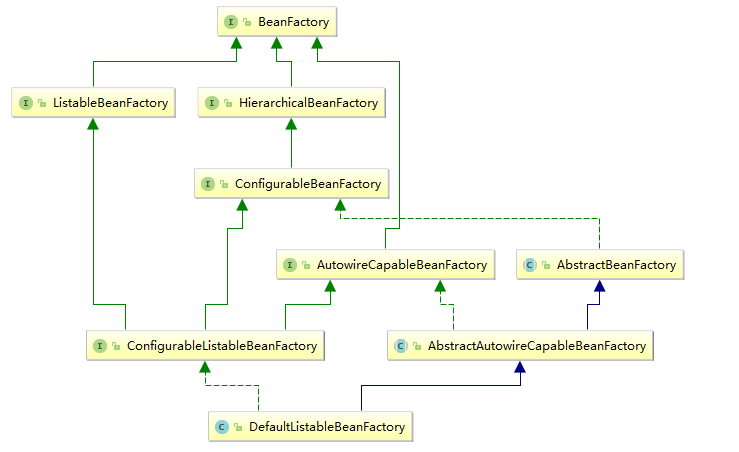 I BeanFactory
I ListableBeanFactory
I HierarchicalBeanFactory
I ConfigurableBeanFactory
I AutowireCapableBeanFactory
C AbstractBeanFactory
I ConfigurableListableBeanFactory
C AbstractAutowireCapableBeanFactory
C DefaultListableBeanFactory